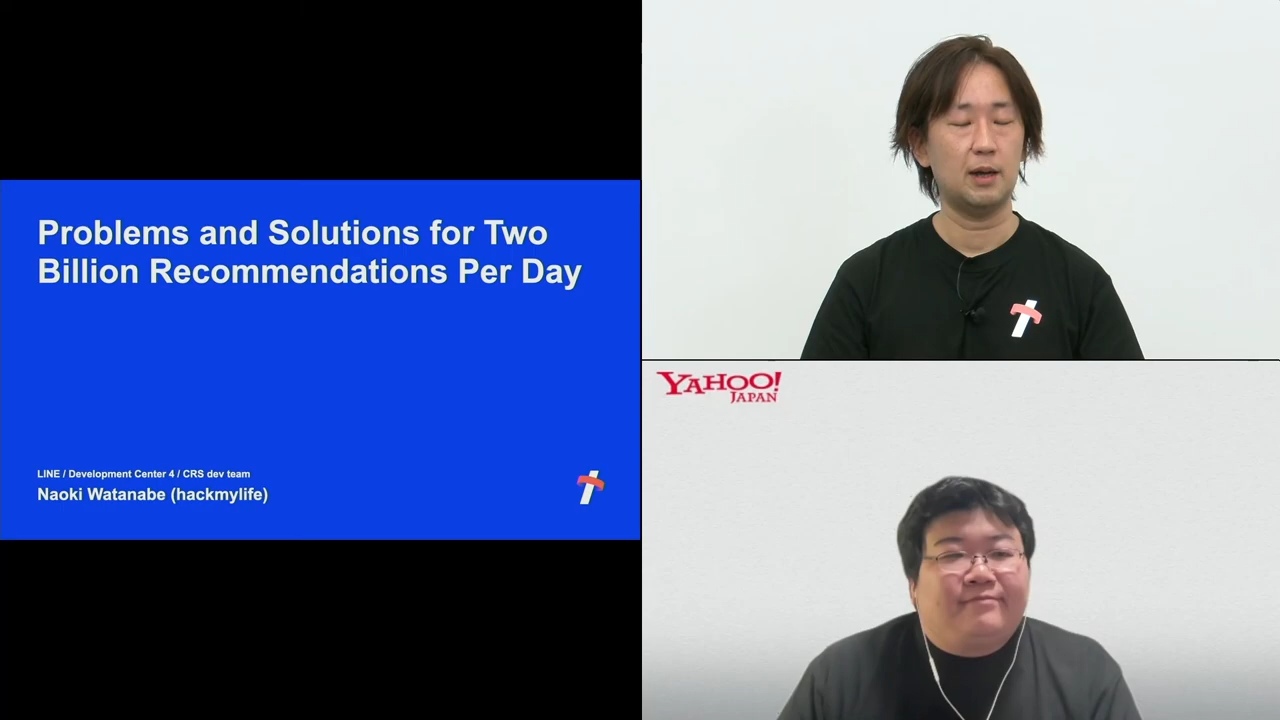 Problems and Solutions for Two
Billion Recommendations Per Day
LINE / Development Center 4 / CRS dev team
Naoki Watanabe (hackmylife)
YAHOO!
JAPAN